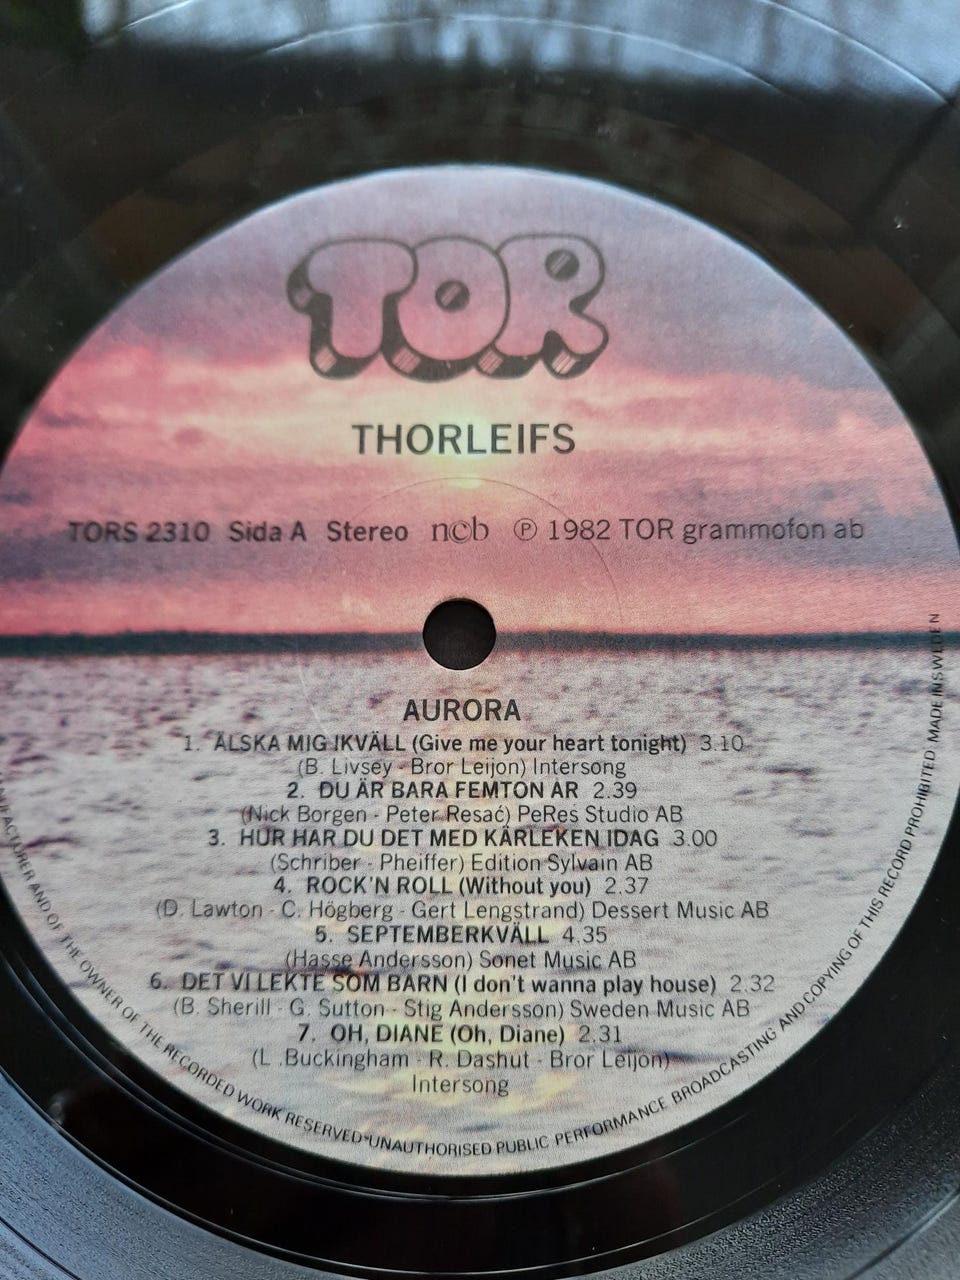 TOR
THORLEIFS
TORS 2310 Sida A Stereo ncb Ⓟ 1982 TOR grammofon ab
AURORA
1. ÄLSKA MIG IKVÄLL (Give me your heart tonight) 3.10
(B. Livsey - Bror Leijon) Intersong
2. DU ÄR BARA FEMTON ÅR 2.39
(Nick Borgen - Peter Resać) PeRes Studio AB
3. HUR HAR DU DET MED KÄRLEKEN IDAG 3.00
(Schriber - Pheiffer) Edition Sylvain AB
4. ROCK'N ROLL (Without you) 2.37
(D. Lawton - C. Högberg - Gert Lengstrand) Dessert Music AB
5. SEPTEMBERKVÄLL 4.35
(Hasse Andersson) Sonet Music AB
6. DET VI LEKTE SOM BARN (I don't wanna play house) 2.32
(B. Sherill - G. Sutton - Stig Andersson) Sweden Music AB
7. OH, DIANE (Oh, Diane) 2.31
(L. Buckingham - R. Dashut - Bror Leijon)
Intersong
AND OF THE OWNER OF THE RECORDED WORK RESERVED*UNAUTHORISED PUBLIC PERFORMANCE BROADCASTING AND COPYING OF THIS RECORD PROHIBITED MADE IN SWEDEN